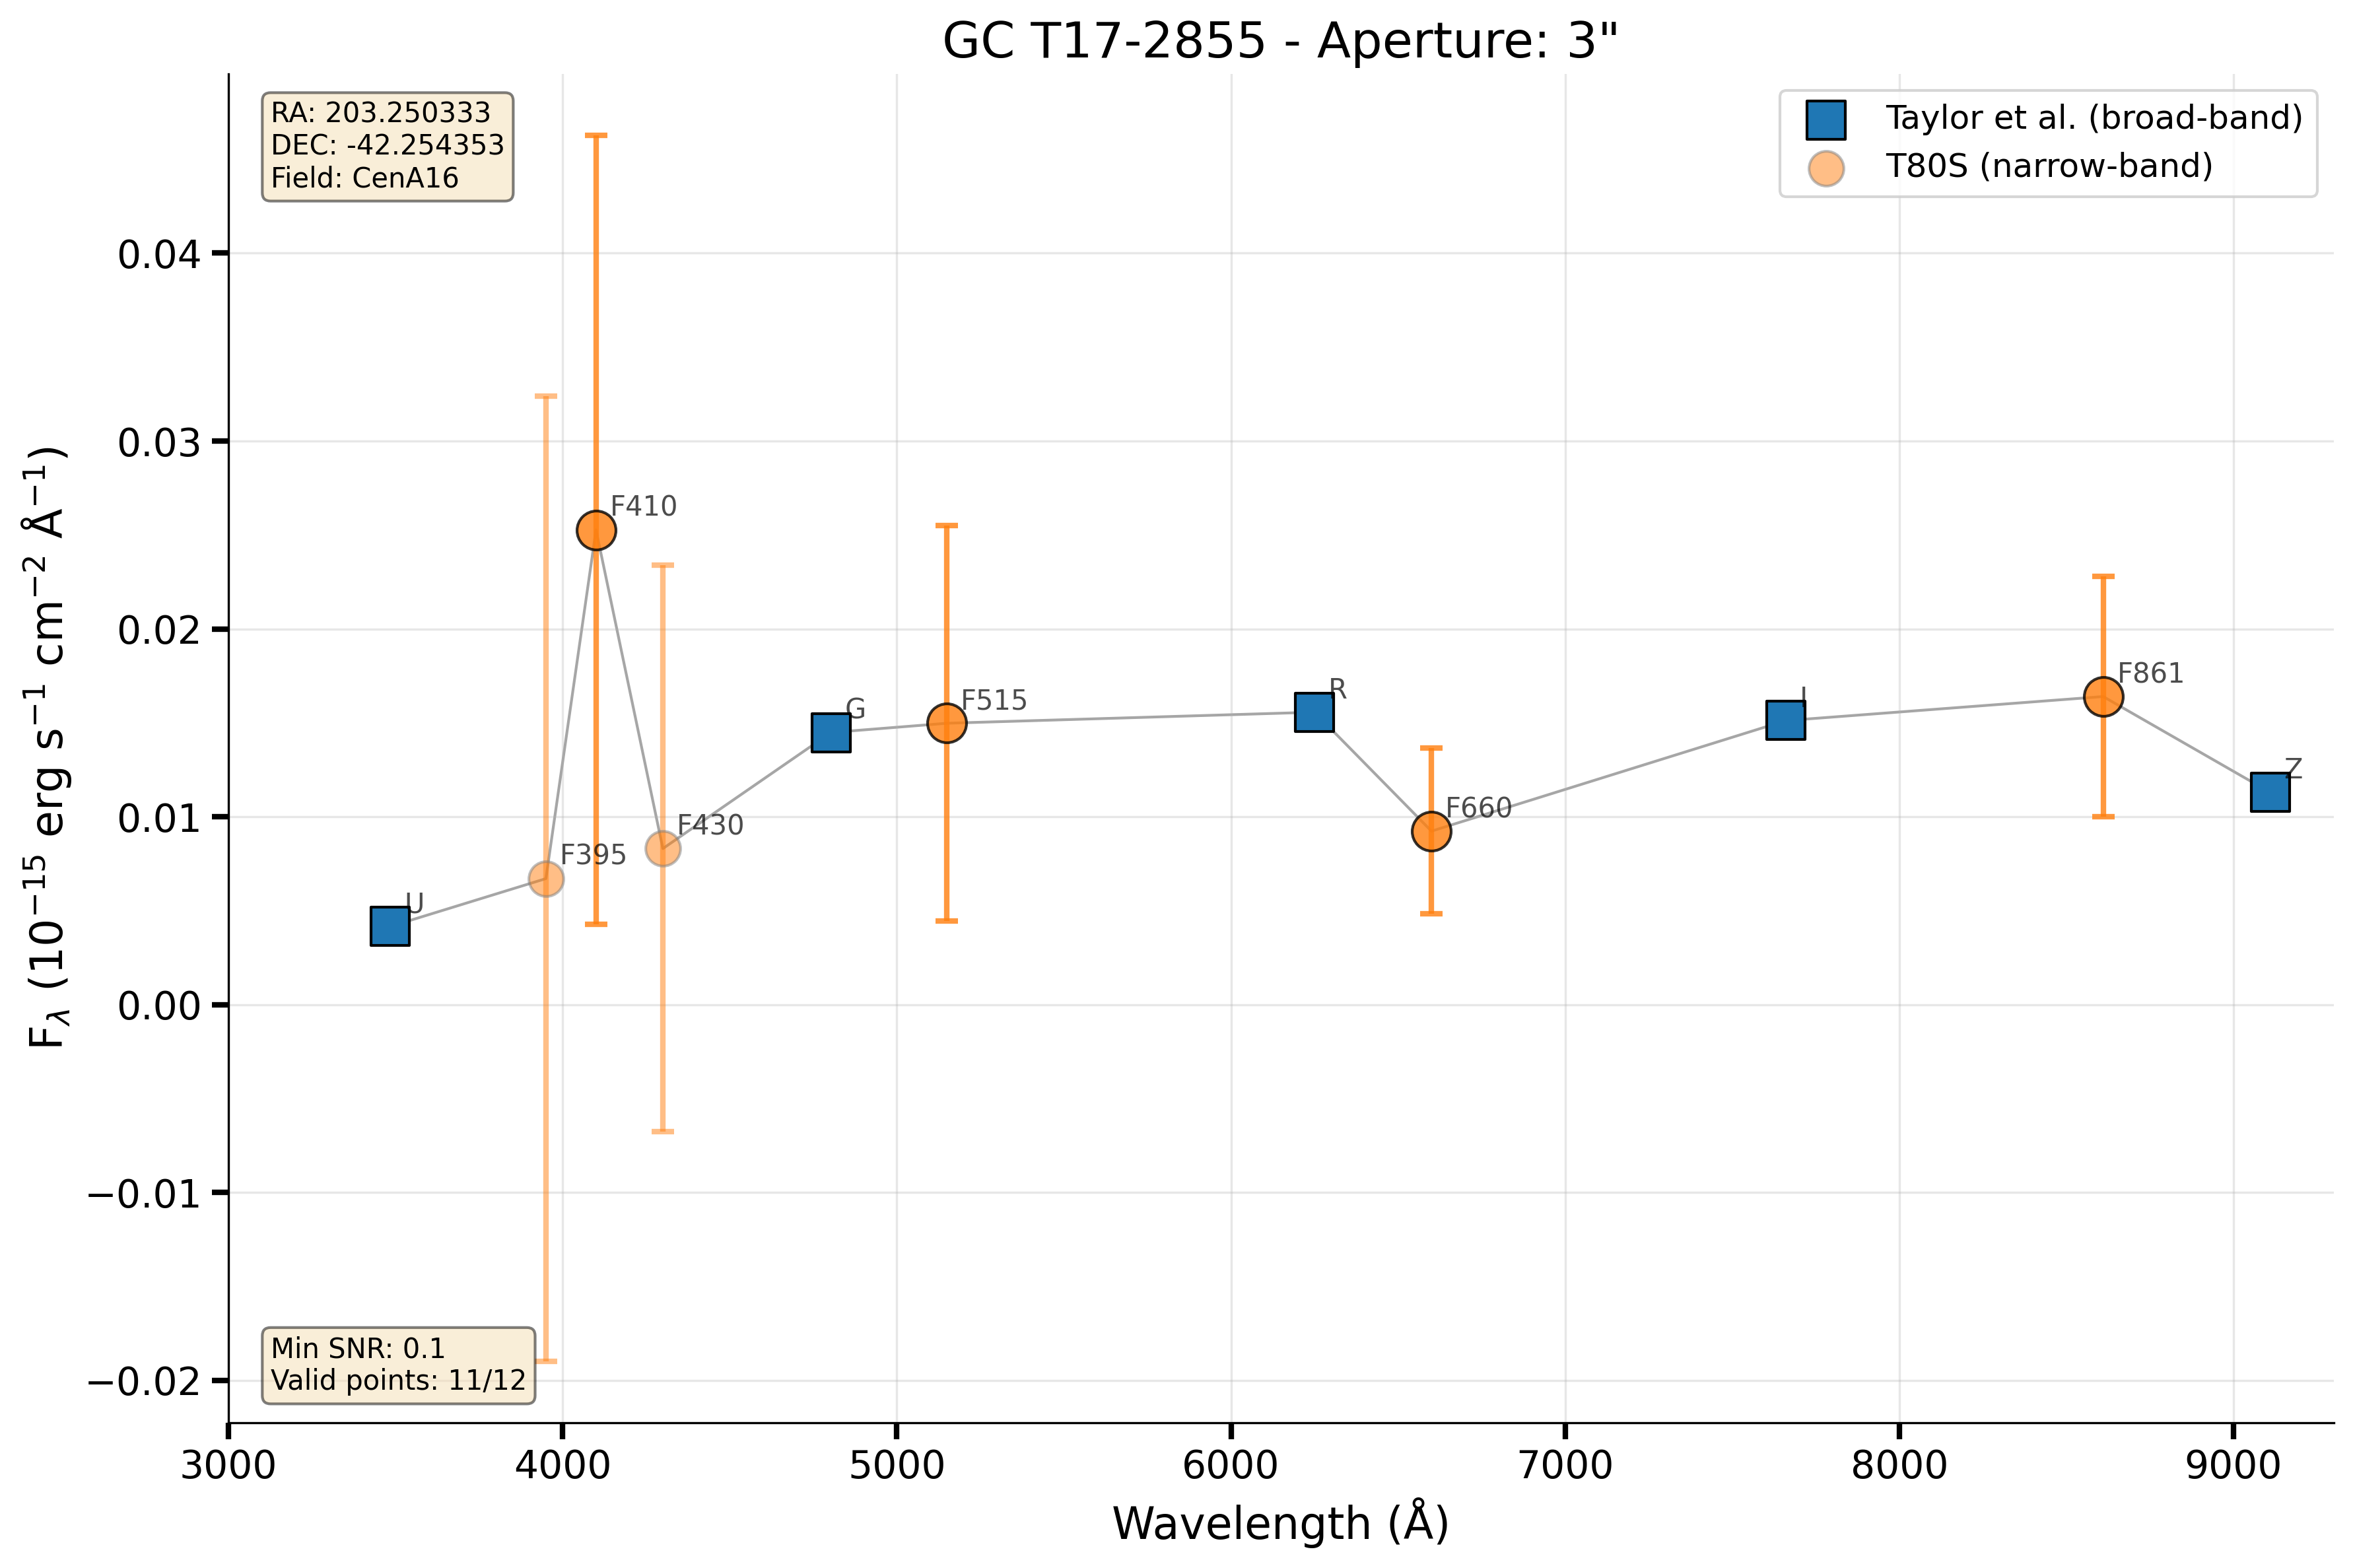 GC T17-2855 - Aperture: 3"
RA: 203.250333
DEC: -42.254353
Field: CenA16
Taylor et al. (broad-band)
T80S (narrow-band)
F$_{λ}$ (10$^{−15}$ erg s$^{−1}$ cm$^{−2}$ Å$^{−1}$)
0.04
0.03
0.02
0.01
0.00
−0.01
−0.02
U
F395
F410
F430
G
F515
R
F660
I
F861
Z
Min SNR: 0.1
Valid points: 11/12
3000 4000 5000 6000 7000 8000 9000
Wavelength (Å)